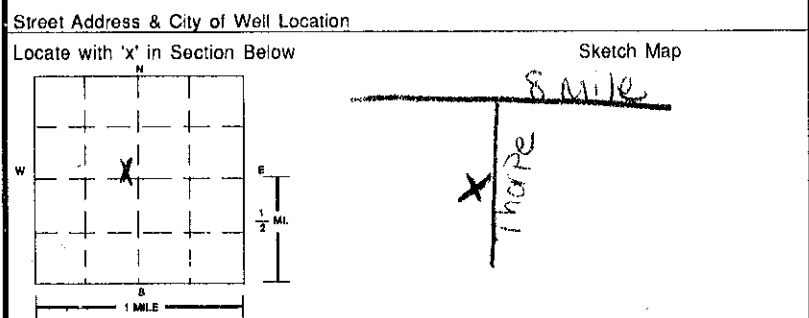 Street Address & City of Well Location
Locate with 'x' in Section Below
Sketch Map
N
W
E
S
X
1/2 MI.
1 MILE
8 Mile
Thorpe
X